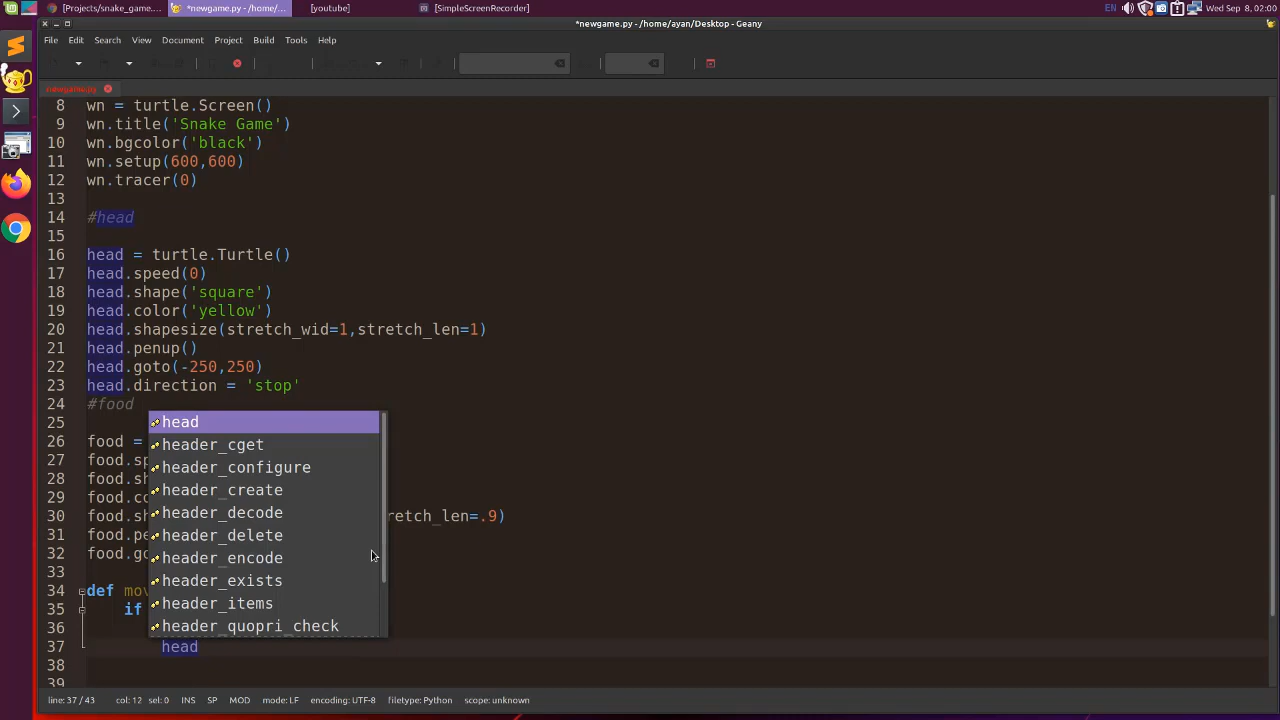 [Projects/snake_game....
*newgame.py - /home/...
[youtube]
[SimpleScreenRecorder]
EN
Wed Sep 8, 02:00
*newgame.py - /home/ayan/Desktop - Geany
File Edit Search View Document Project Build Tools Help
newgame.py
8 wn = turtle.Screen()
9 wn.title('Snake Game')
10 wn.bgcolor('black')
11 wn.setup(600,600)
12 wn.tracer(0)
13
14 #head
15
16 head = turtle.Turtle()
17 head.speed(0)
18 head.shape('square')
19 head.color('yellow')
20 head.shapesize(stretch_wid=1,stretch_len=1)
21 head.penup()
22 head.goto(-250,250)
23 head.direction = 'stop'
24 #food
25
26 food =
27 food.sp
28 food.sh
29 food.co
30 food.sh retch_len=.9)
31 food.pe
32 food.go
33
34 def mov
35 if
36
37 head
38
39
head
header_cget
header_configure
header_create
header_decode
header_delete
header_encode
header_exists
header_items
header_quopri_check
line: 37 / 43 col: 12 sel: 0 INS SP MOD mode: LF encoding: UTF-8 filetype: Python scope: unknown